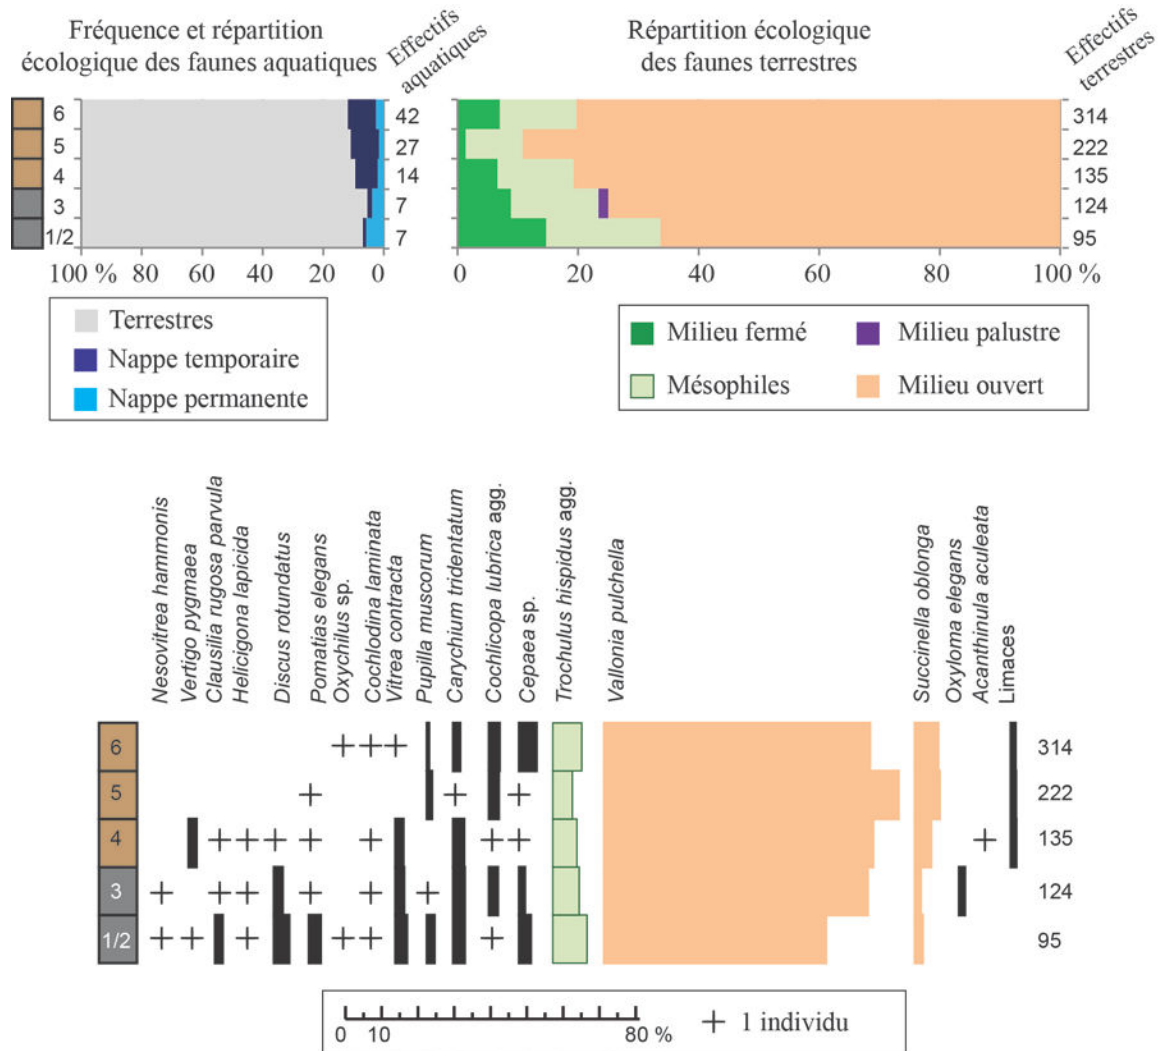 Fréquence et répartition
écologique des faunes aquatiques
Effectifs
aquatiques
Répartition écologique
des faunes terrestres
Effectifs
terrestres
6
42
314
5
27
222
4
14
135
3
7
124
1/2
7
95
100 % 80 60 40 20 0
0 20 40 60 80 100 %
Terrestres
Nappe temporaire
Nappe permanente
Milieu fermé
Milieu palustre
Mésophiles
Milieu ouvert
Nesovitrea hammonis
Vertigo pygmaea
Clausilia rugosa parvula
Helicigona lapicida
Discus rotundatus
Pomatias elegans
Oxychilus sp.
Cochlodina laminata
Vitrea contracta
Pupilla muscorum
Carychium tridentatum
Cochlicopa lubrica agg.
Cepaea sp.
Trochulus hispidus agg.
Vallonia pulchella
Succinella oblonga
Oxyloma elegans
Acanthinula aculeata
Limaces
6
314
5
222
4
135
3
124
1/2
95
0 10 80 %
+ 1 individu